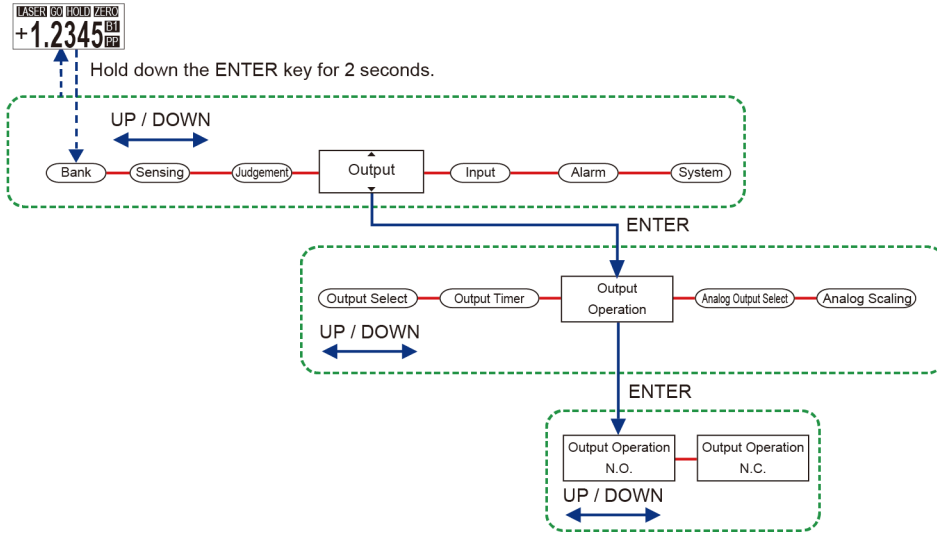 LASER GO HOLD ZERO
+1.2345 B1
PP
Hold down the ENTER key for 2 seconds.
UP / DOWN
Bank Sensing Judgement Output Input Alarm System
ENTER
Output Select Output Timer Output Operation Analog Output Select Analog Scaling
UP / DOWN
ENTER
Output Operation Output Operation
N.O. N.C.
UP / DOWN